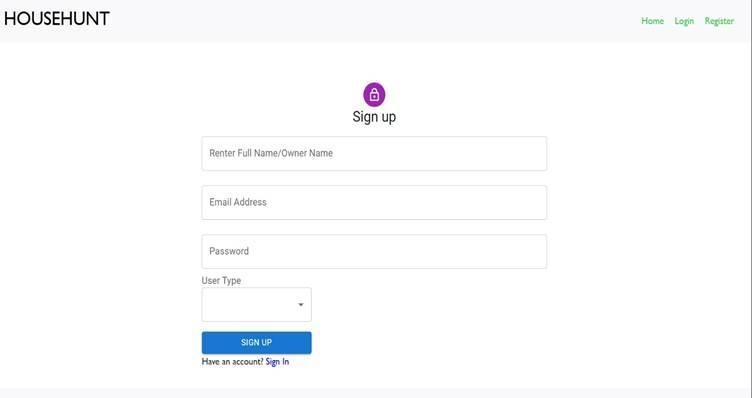 HOUSEHUNT
Home Login Register
Sign up
Renter Full Name/Owner Name
Email Address
Password
User Type
SIGN UP
Have an account? Sign In